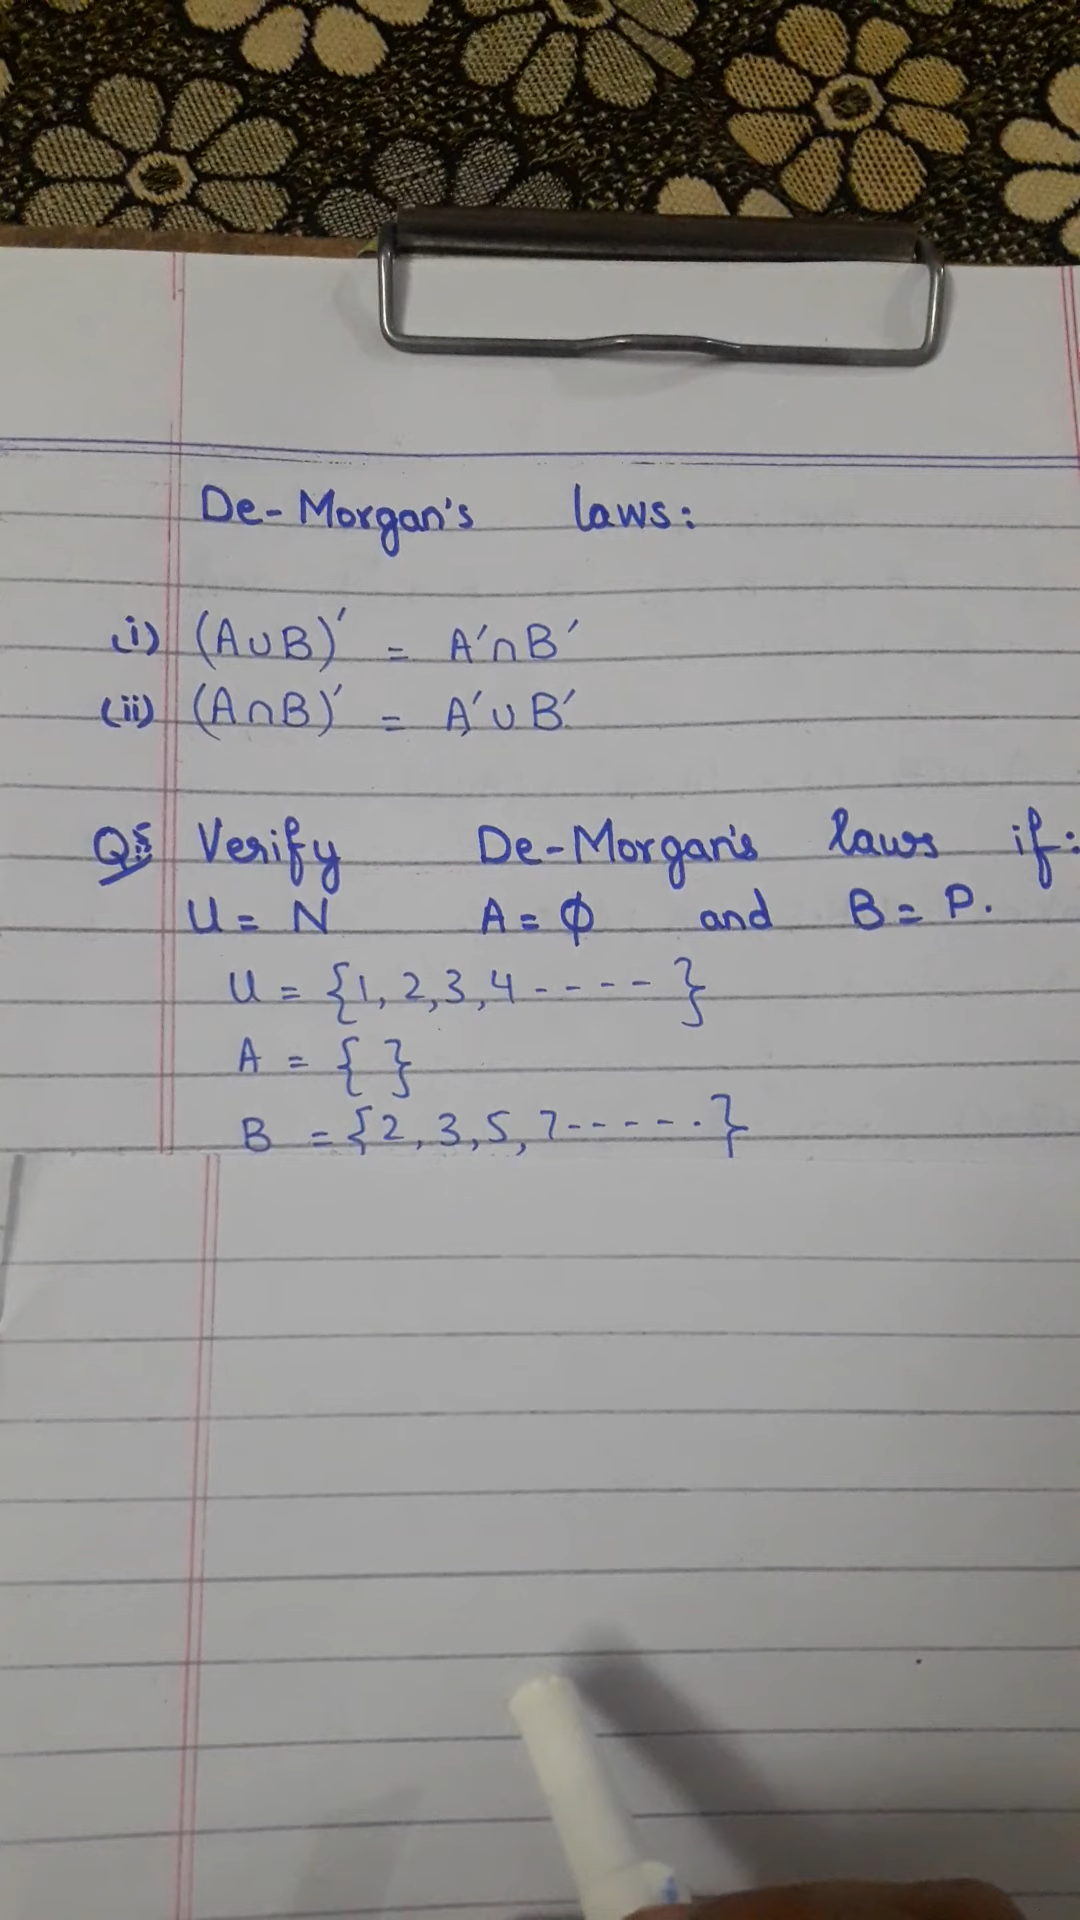 De-Morgan's laws:
(i) (A∪B)′ = A′∩B′
(ii) (A∩B)′ = A′∪B′
Q5 Verify De-Morgan's laws if:
U = N A = ϕ and B = P.
U = {1, 2, 3, 4 - - - - }
A = { }
B = {2, 3, 5, 7 - - - - - . }